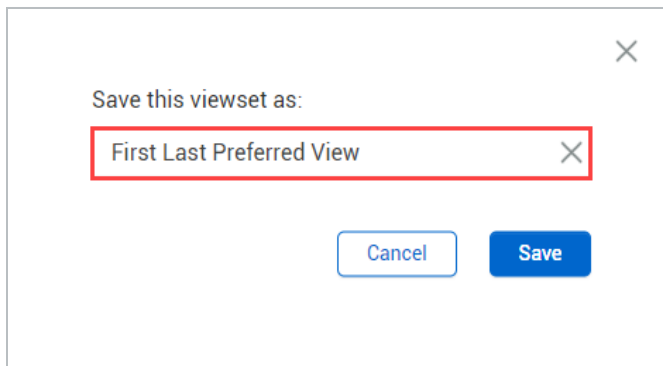 Save this viewset as:
First Last Preferred View
Cancel
Save